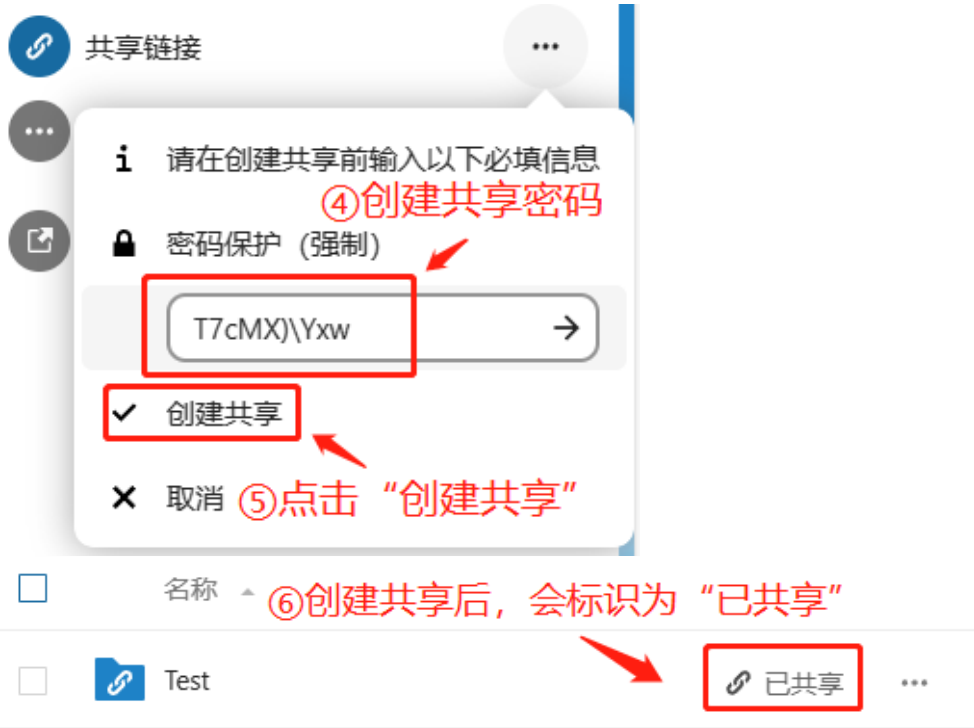 共享链接
请在创建共享前输入以下必填信息
④创建共享密码
密码保护（强制）
T7cMX)\Yxw
创建共享
取消
⑤点击“创建共享”
名称
⑥创建共享后，会标识为“已共享”
Test
已共享